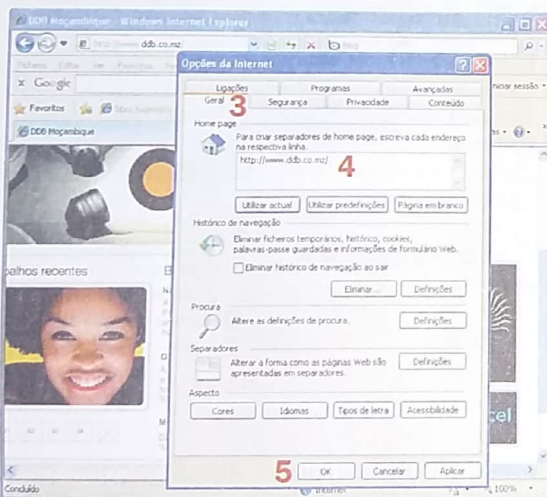 DDB Moçambique - Windows Internet Explorer
ddb.co.mz
Google
Iniciar sessão
Favoritos
DDB Moçambique
Opções da Internet
Ligações Programas Avançadas
Geral 3 Segurança Privacidade Conteúdo
Home page
Para criar separadores de home page, escreva cada endereço
na respectiva linha.
http://www.ddb.co.mz/ 4
Utilizar actual Utilizar predefinições Página em branco
Histórico de navegação
Eliminar ficheiros temporários, histórico, cookies,
palavras-passe guardadas e informações de formulário Web.
Eliminar histórico de navegação ao sair
Eliminar... Definições
Procura
Altere as definições de procura. Definições
Separadores
Alterar a forma como as páginas Web são Definições
apresentadas em separadores.
Aspecto
Cores Idiomas Tipos de letra Acessibilidade
5 OK Cancelar Aplicar
alhos recentes
cel
Concluído Internet 100%